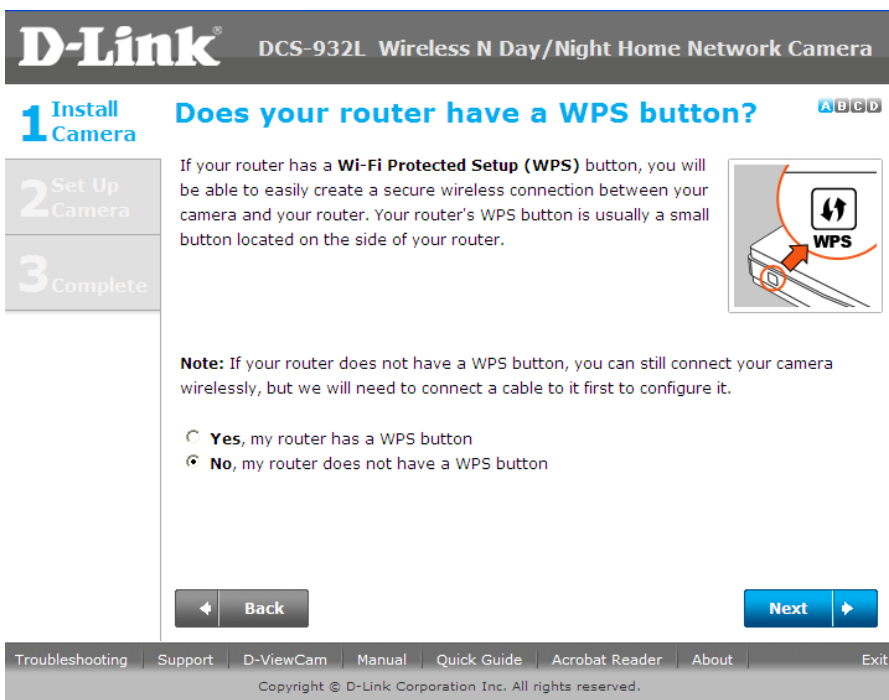 D-Link®
DCS-932L Wireless N Day/Night Home Network Camera
1 Install
Camera
2 Set Up
Camera
3 Complete
Does your router have a WPS button?
A B C D
If your router has a Wi-Fi Protected Setup (WPS) button, you will
be able to easily create a secure wireless connection between your
camera and your router. Your router's WPS button is usually a small
button located on the side of your router.
WPS
Note: If your router does not have a WPS button, you can still connect your camera
wirelessly, but we will need to connect a cable to it first to configure it.
Yes, my router has a WPS button
No, my router does not have a WPS button
Back
Next
Troubleshooting Support D-ViewCam Manual Quick Guide Acrobat Reader About Exit
Copyright © D-Link Corporation Inc. All rights reserved.